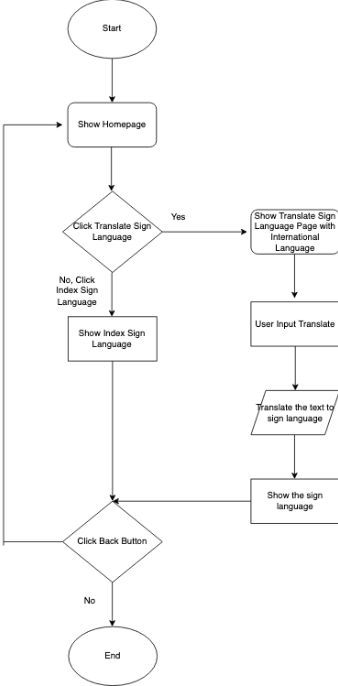 Start
Show Homepage
Click Translate Sign
Language
Yes
Show Translate Sign
Language Page with
International
Language
No, Click
Index Sign
Language
Show Index Sign
Language
User Input Translate
Translate the text to
sign language
Show the sign
language
Click Back Button
No
End